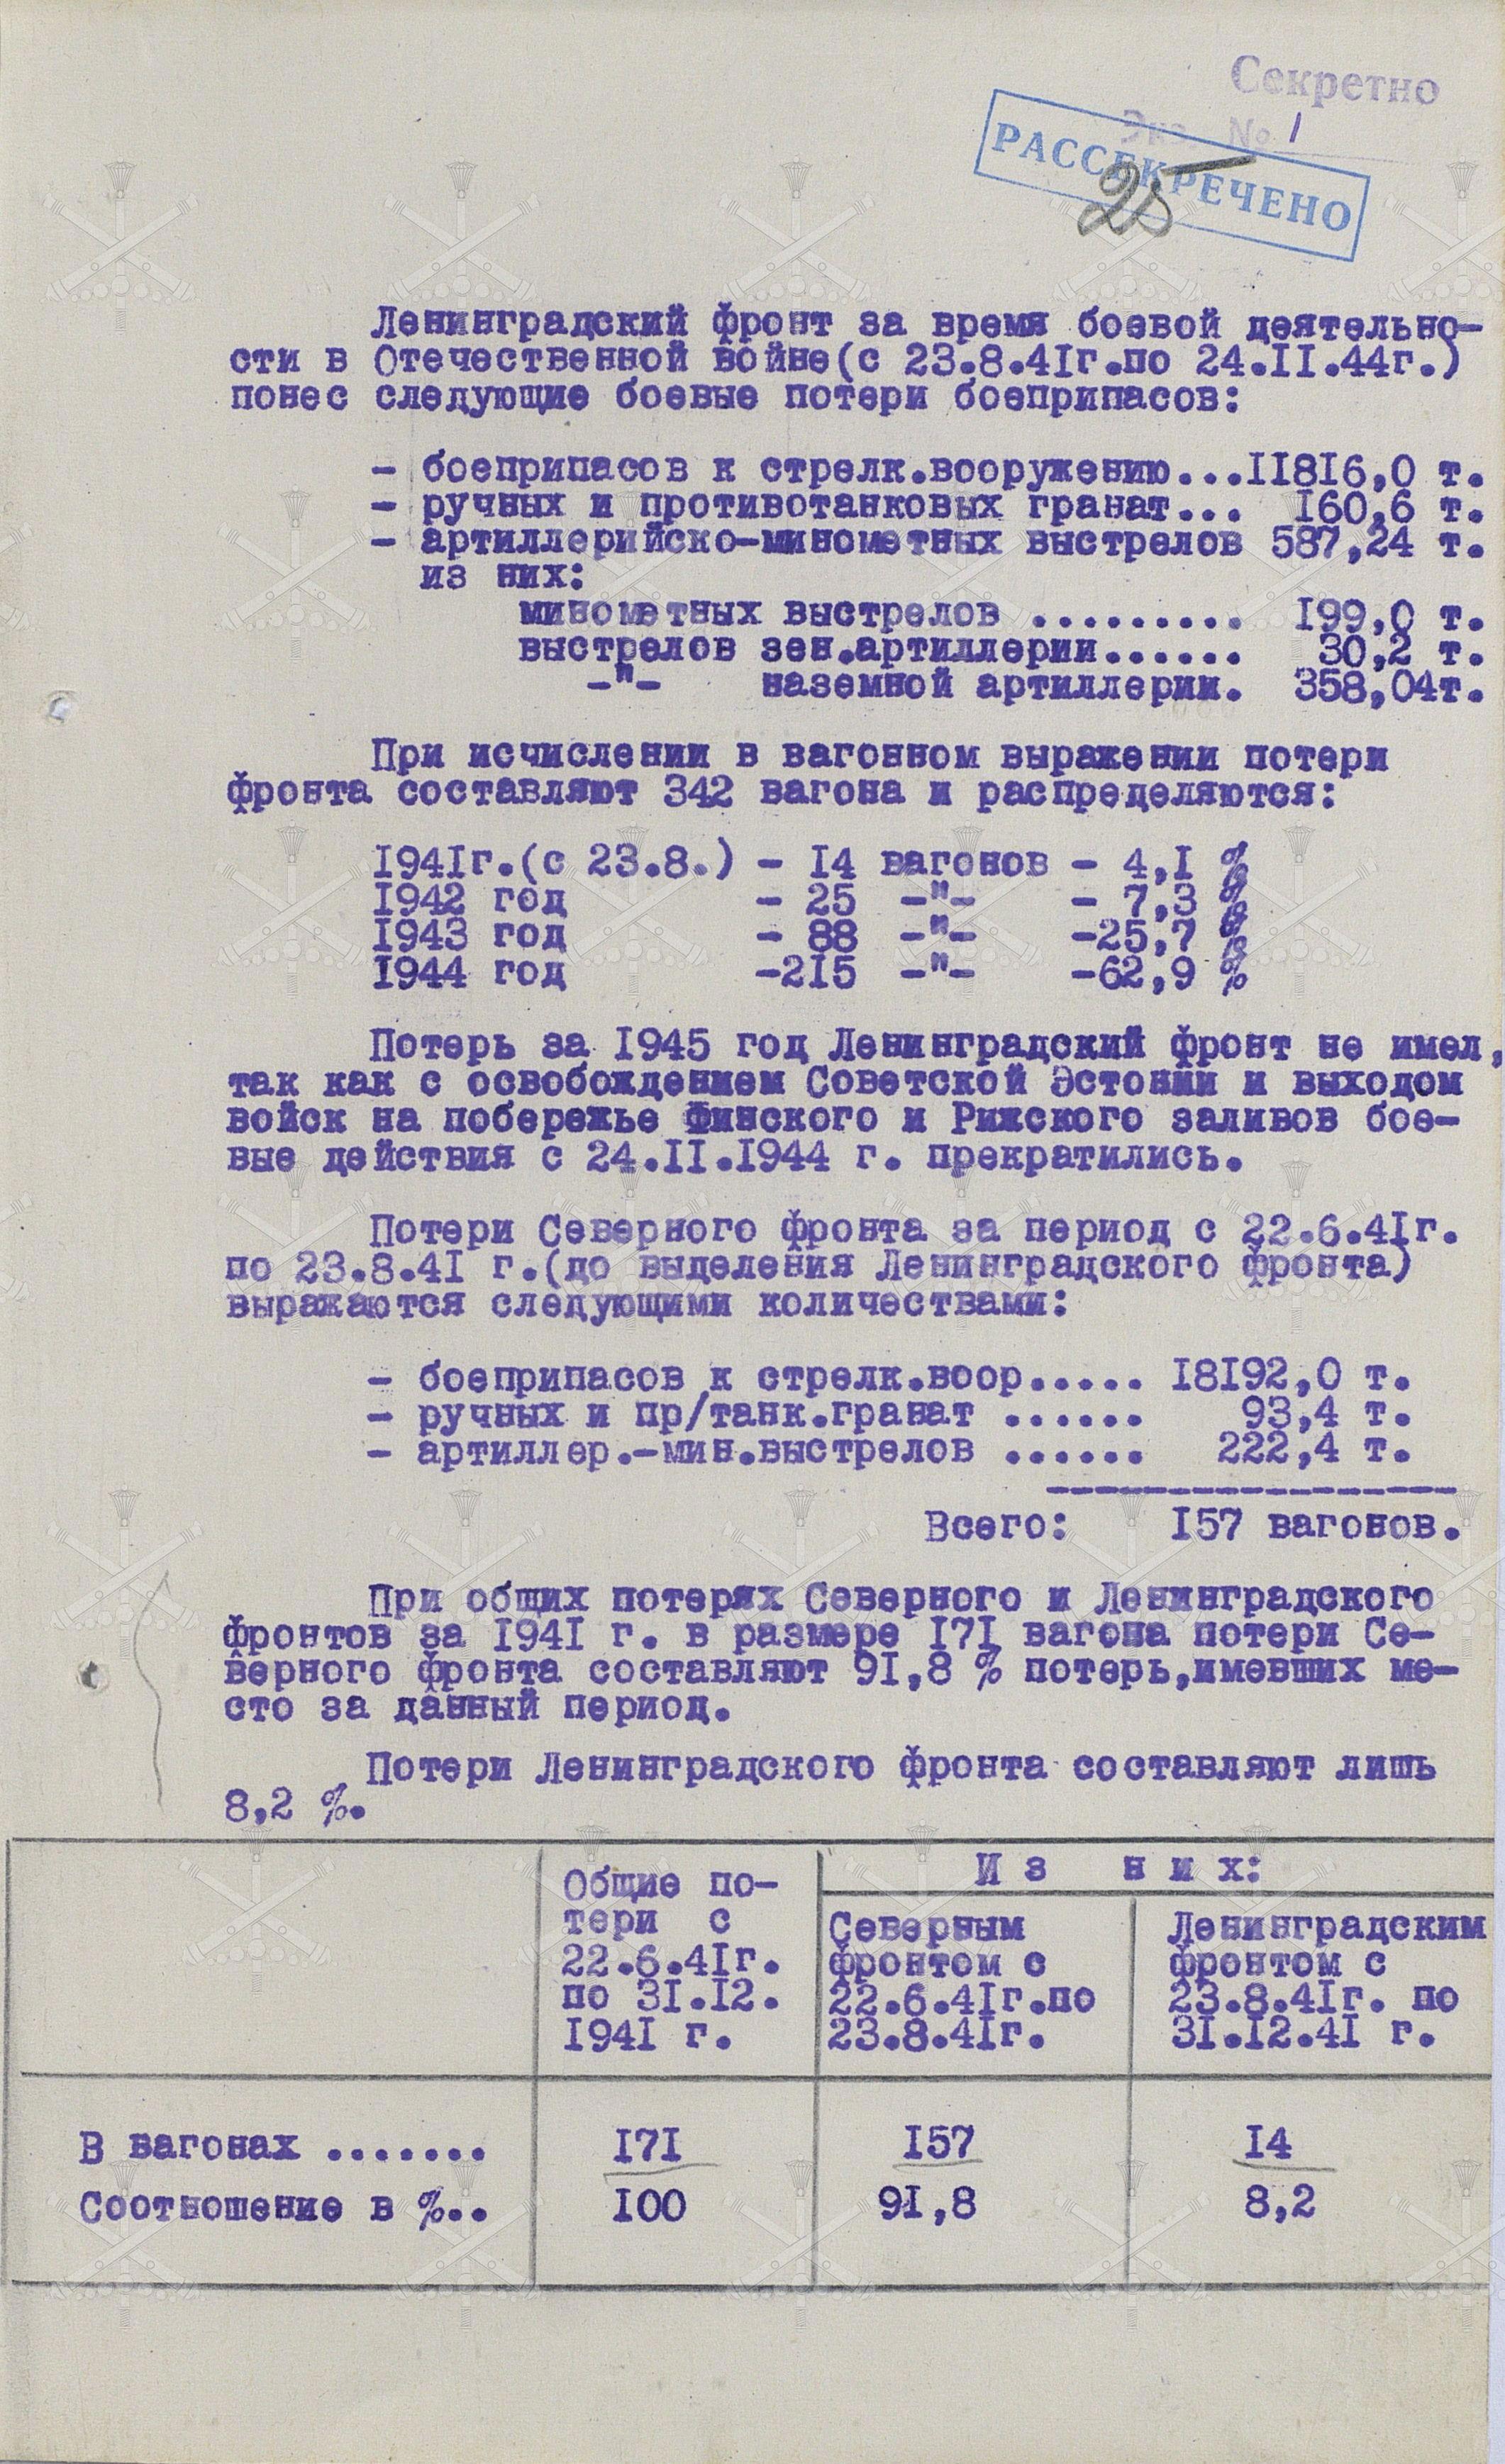 Секретно
Экз. № 1
РАССЕКРЕЧЕНО
25
Ленинградский фронт за время боевой деятельно-
сти в Отечественной войне(с 23.8.41г.по 24.11.44г.)
понес следующие боевые потери боеприпасов:
- боеприпасов к стрелк.вооружению...11816,0 т.
- ручных и противотанковых гранат... 160,6 т.
- артиллерийско-минометных выстрелов 587,24 т.
из них:
минометных выстрелов ......... 199,0 т.
выстрелов зен.артиллерии...... 30,2 т.
-"- наземной артиллерии. 358,04т.
При исчислении в вагонном выражении потери
фронта составляют 342 вагона и распределяются:
1941г.(с 23.8.) - 14 вагонов - 4,1 %
1942 год - 25 -"- - 7,3 %
1943 год - 88 -"- -25,7 %
1944 год -215 -"- -62,9 %
Потерь за 1945 год Ленинградский фронт не имел,
так как с освобождением Советской Эстонии и выходом
войск на побережье Финского и Рижского заливов бое-
вые действия с 24.11.1944 г. прекратились.
Потери Северного фронта за период с 22.6.41г.
по 23.8.41 г.(до выделения Ленинградского фронта)
выражаются следующими количествами:
- боеприпасов к стрелк.воор..... 18192,0 т.
- ручных и пр/танк.гранат ...... 93,4 т.
- артиллер.-мин.выстрелов ...... 222,4 т.
Всего: 157 вагонов.
При общих потерях Северного и Ленинградского
фронтов за 1941 г. в размере 171 вагона потери Се-
верного фронта составляют 91,8 % потерь,имевших ме-
сто за данный период.
Потери Ленинградского фронта составляют лишь
8,2 %.
Общие по-
тери с
22.6.41г.
по 31.12.
1941 г.
Из них:
Северным
фронтом с
22.6.41г.по
23.8.41г.
Ленинградским
фронтом с
23.8.41г. по
31.12.41 г.
В вагонах ....... 171 157 14
Соотношение в %.. 100 91,8 8,2